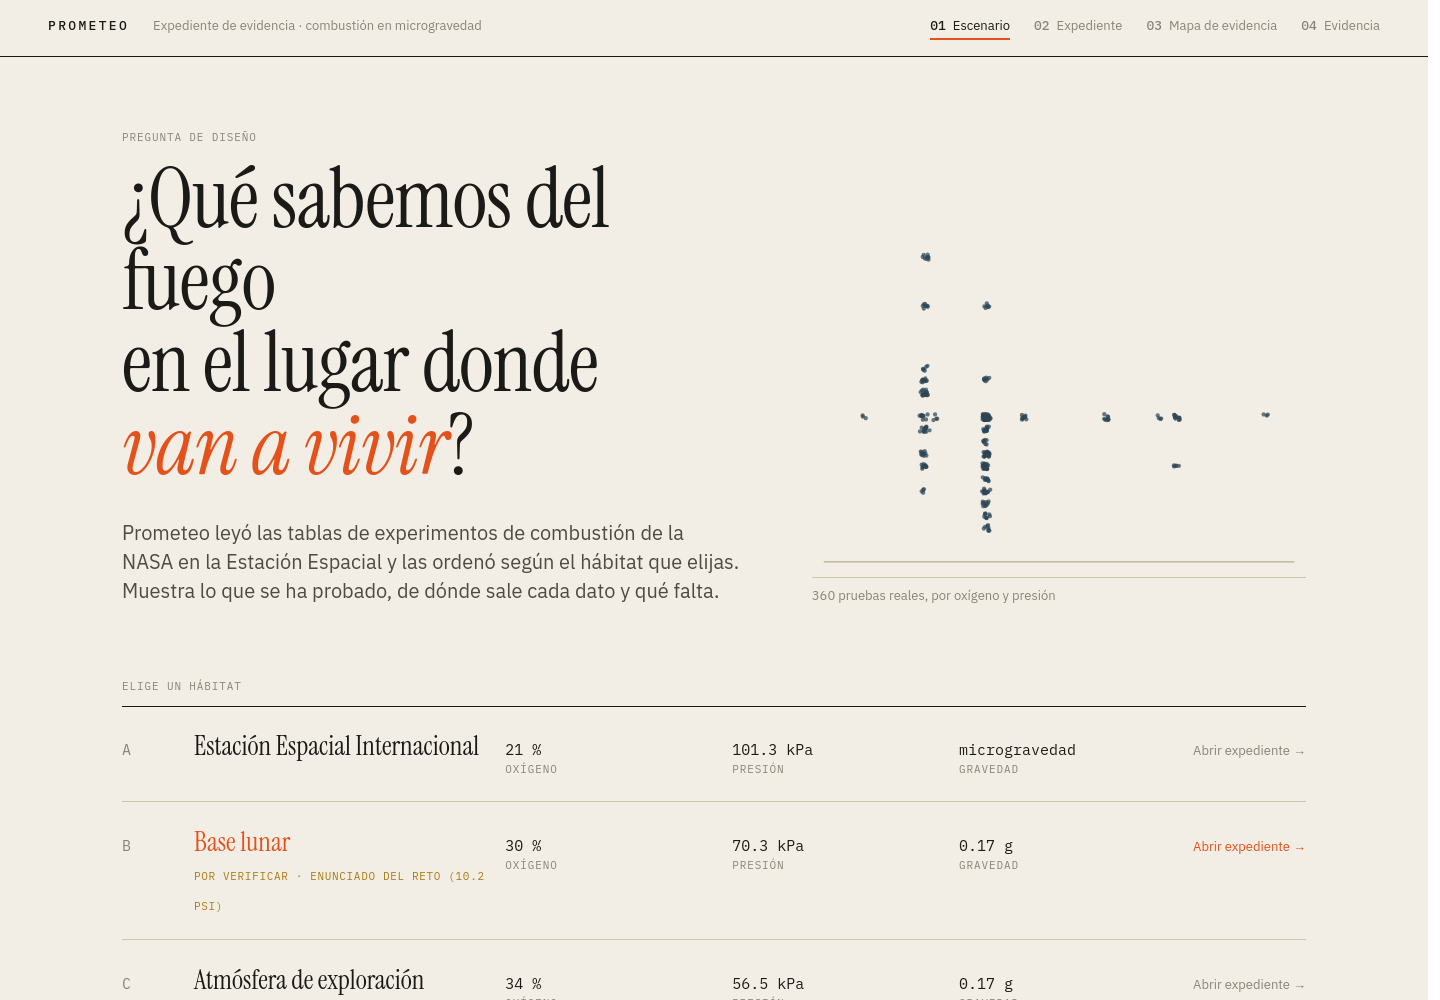 PROMETEO Expediente de evidencia · combustión en microgravedad 01 Escenario 02 Expediente 03 Mapa de evidencia 04 Evidencia
PREGUNTA DE DISEÑO
¿Qué sabemos del
fuego
en el lugar donde
van a vivir?
Prometeo leyó las tablas de experimentos de combustión de la
NASA en la Estación Espacial y las ordenó según el hábitat que elijas.
Muestra lo que se ha probado, de dónde sale cada dato y qué falta.
360 pruebas reales, por oxígeno y presión
ELIGE UN HÁBITAT
A Estación Espacial Internacional 21 % 101.3 kPa microgravedad Abrir expediente →
OXÍGENO PRESIÓN GRAVEDAD
B Base lunar 30 % 70.3 kPa 0.17 g Abrir expediente →
OXÍGENO PRESIÓN GRAVEDAD
POR VERIFICAR · ENUNCIADO DEL RETO (10.2
PSI)
C Atmósfera de exploración 34 % 56.5 kPa 0.17 g Abrir expediente →